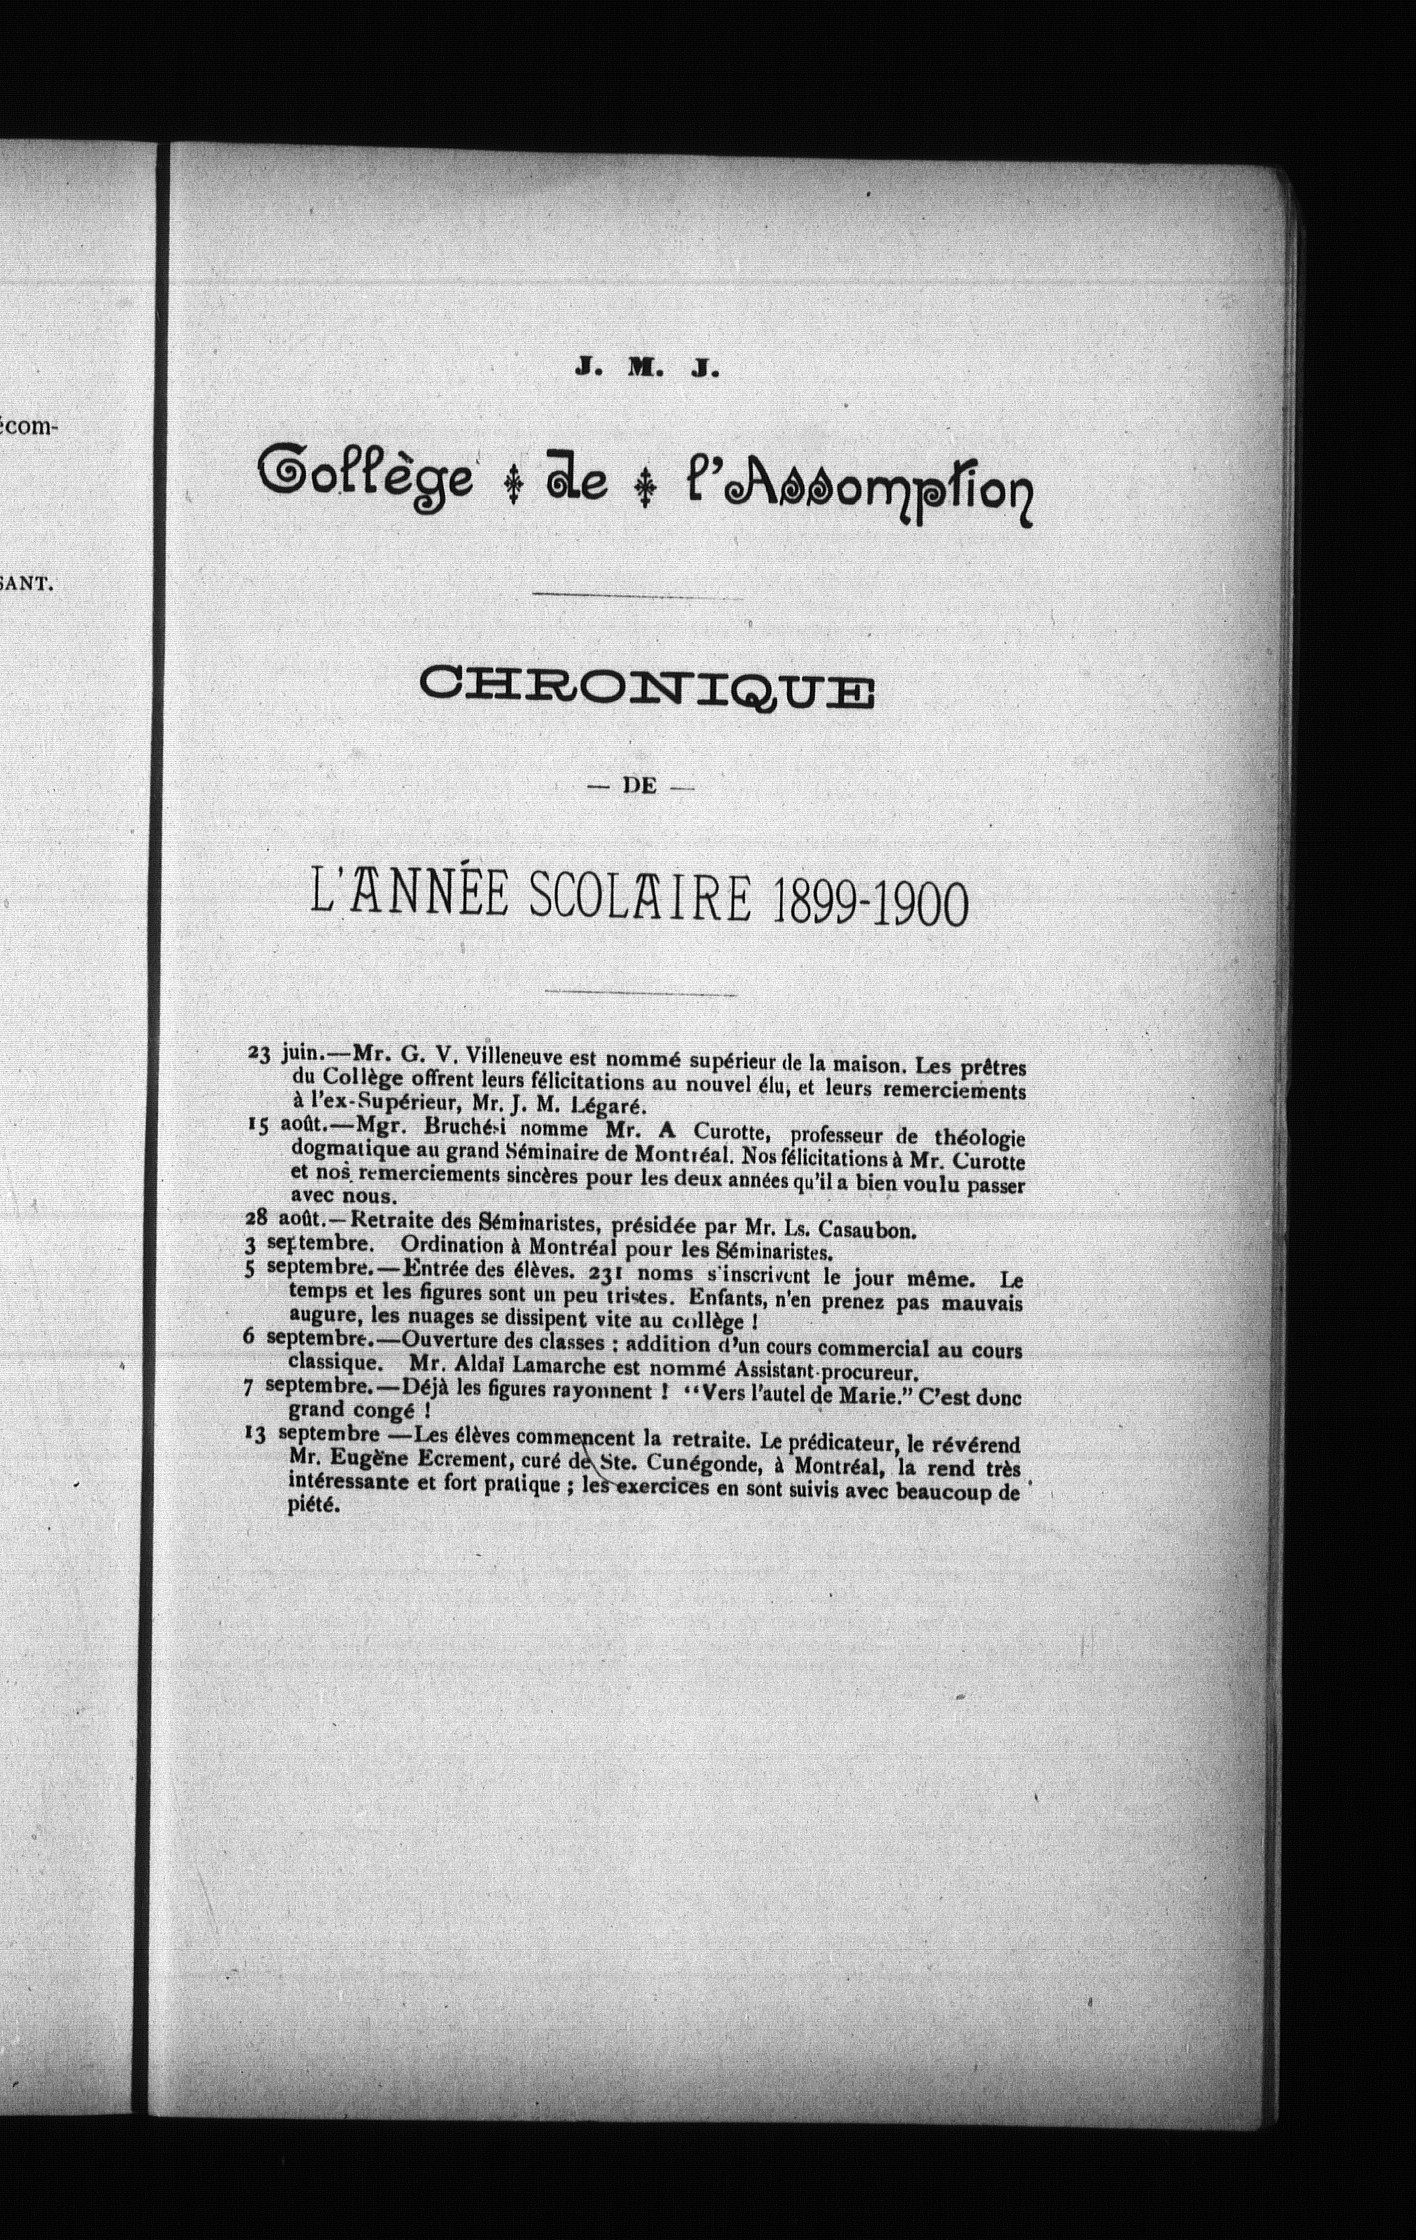 écom-
SANT.
J. M. J.
Collège de l'Assomption
CHRONIQUE
— DE —
L'ANNÉE SCOLAIRE 1899-1900
23 juin.—Mr. G. V. Villeneuve est nommé supérieur de la maison. Les prêtres
du Collège offrent leurs félicitations au nouvel élu, et leurs remerciements
à l'ex-Supérieur, Mr. J. M. Légaré.
15 août.—Mgr. Bruchési nomme Mr. A Curotte, professeur de théologie
dogmatique au grand Séminaire de Montréal. Nos félicitations à Mr. Curotte
et nos remerciements sincères pour les deux années qu'il a bien voulu passer
avec nous.
28 août.—Retraite des Séminaristes, présidée par Mr. Ls. Casaubon.
3 septembre. Ordination à Montréal pour les Séminaristes.
5 septembre.—Entrée des élèves. 231 noms s'inscrivent le jour même. Le
temps et les figures sont un peu tristes. Enfants, n'en prenez pas mauvais
augure, les nuages se dissipent vite au collège !
6 septembre.—Ouverture des classes : addition d'un cours commercial au cours
classique. Mr. Aldaï Lamarche est nommé Assistant-procureur.
7 septembre.—Déjà les figures rayonnent ! "Vers l'autel de Marie." C'est donc
grand congé !
13 septembre —Les élèves commencent la retraite. Le prédicateur, le révérend
Mr. Eugène Ecrement, curé de Ste. Cunégonde, à Montréal, la rend très
intéressante et fort pratique ; les exercices en sont suivis avec beaucoup de
piété.